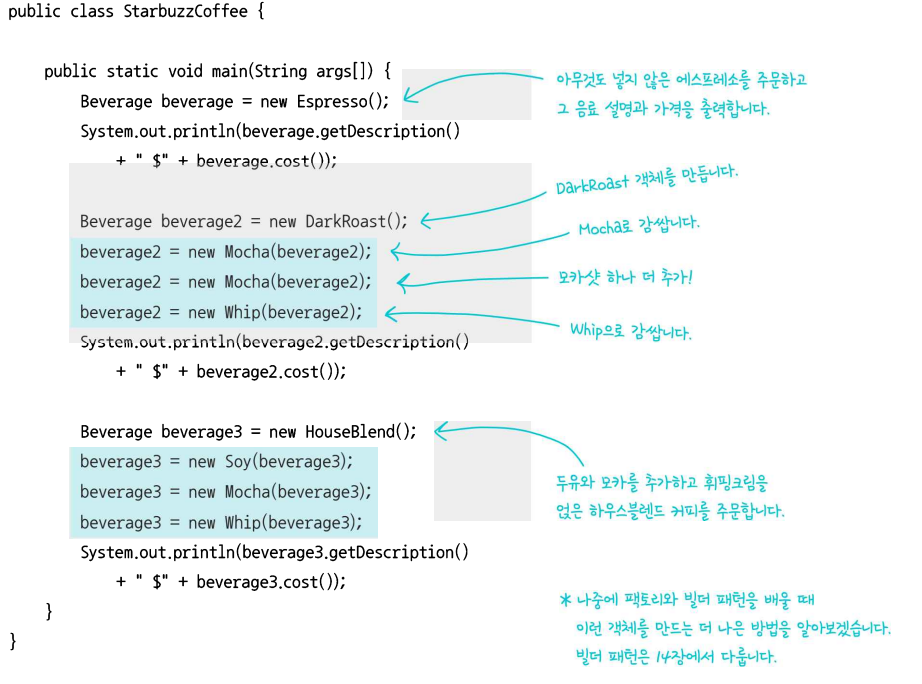 public class StarbuzzCoffee {
public static void main(String args[]) {
Beverage beverage = new Espresso();
System.out.println(beverage.getDescription()
+ " $" + beverage.cost());
아무것도 넣지 않은 에스프레소를 주문하고
그 음료 설명과 가격을 출력합니다.
Beverage beverage2 = new DarkRoast();
DarkRoast 객체를 만듭니다.
beverage2 = new Mocha(beverage2);
Mocha로 감쌉니다.
beverage2 = new Mocha(beverage2);
모카샷 하나 더 추가!
beverage2 = new Whip(beverage2);
Whip으로 감쌉니다.
System.out.println(beverage2.getDescription()
+ " $" + beverage2.cost());
Beverage beverage3 = new HouseBlend();
beverage3 = new Soy(beverage3);
beverage3 = new Mocha(beverage3);
beverage3 = new Whip(beverage3);
두유와 모카를 추가하고 휘핑크림을
얹은 하우스블렌드 커피를 주문합니다.
System.out.println(beverage3.getDescription()
+ " $" + beverage3.cost());
}
}
* 나중에 팩토리와 빌더 패턴을 배울 때
이런 객체를 만드는 더 나은 방법을 알아보겠습니다.
빌더 패턴은 14장에서 다룹니다.